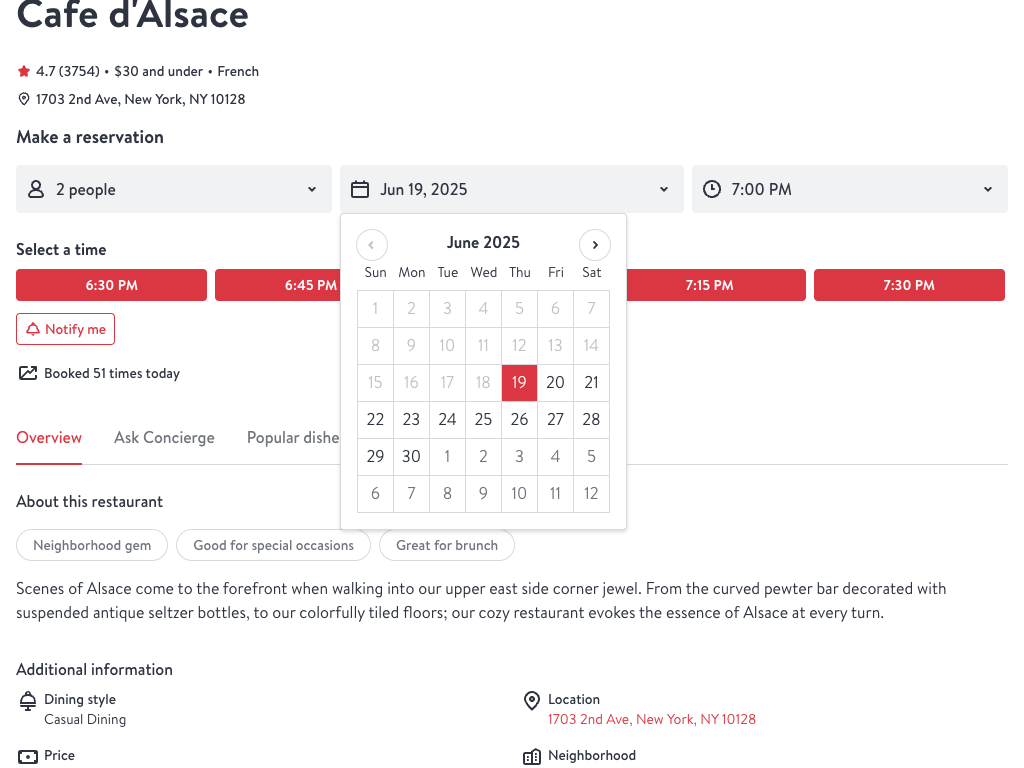 Cafe d'Alsace
4.7 (3754) • $30 and under • French
1703 2nd Ave, New York, NY 10128
Make a reservation
2 people
Jun 19, 2025
7:00 PM
June 2025
Sun Mon Tue Wed Thu Fri Sat
1 2 3 4 5 6 7
8 9 10 11 12 13 14
15 16 17 18 19 20 21
22 23 24 25 26 27 28
29 30 1 2 3 4 5
6 7 8 9 10 11 12
Select a time
6:30 PM 6:45 PM 7:15 PM 7:30 PM
Notify me
Booked 51 times today
Overview Ask Concierge Popular dishe
About this restaurant
Neighborhood gem Good for special occasions Great for brunch
Scenes of Alsace come to the forefront when walking into our upper east side corner jewel. From the curved pewter bar decorated with
suspended antique seltzer bottles, to our colorfully tiled floors; our cozy restaurant evokes the essence of Alsace at every turn.
Additional information
Dining style
Casual Dining
Location
1703 2nd Ave, New York, NY 10128
Price
Neighborhood